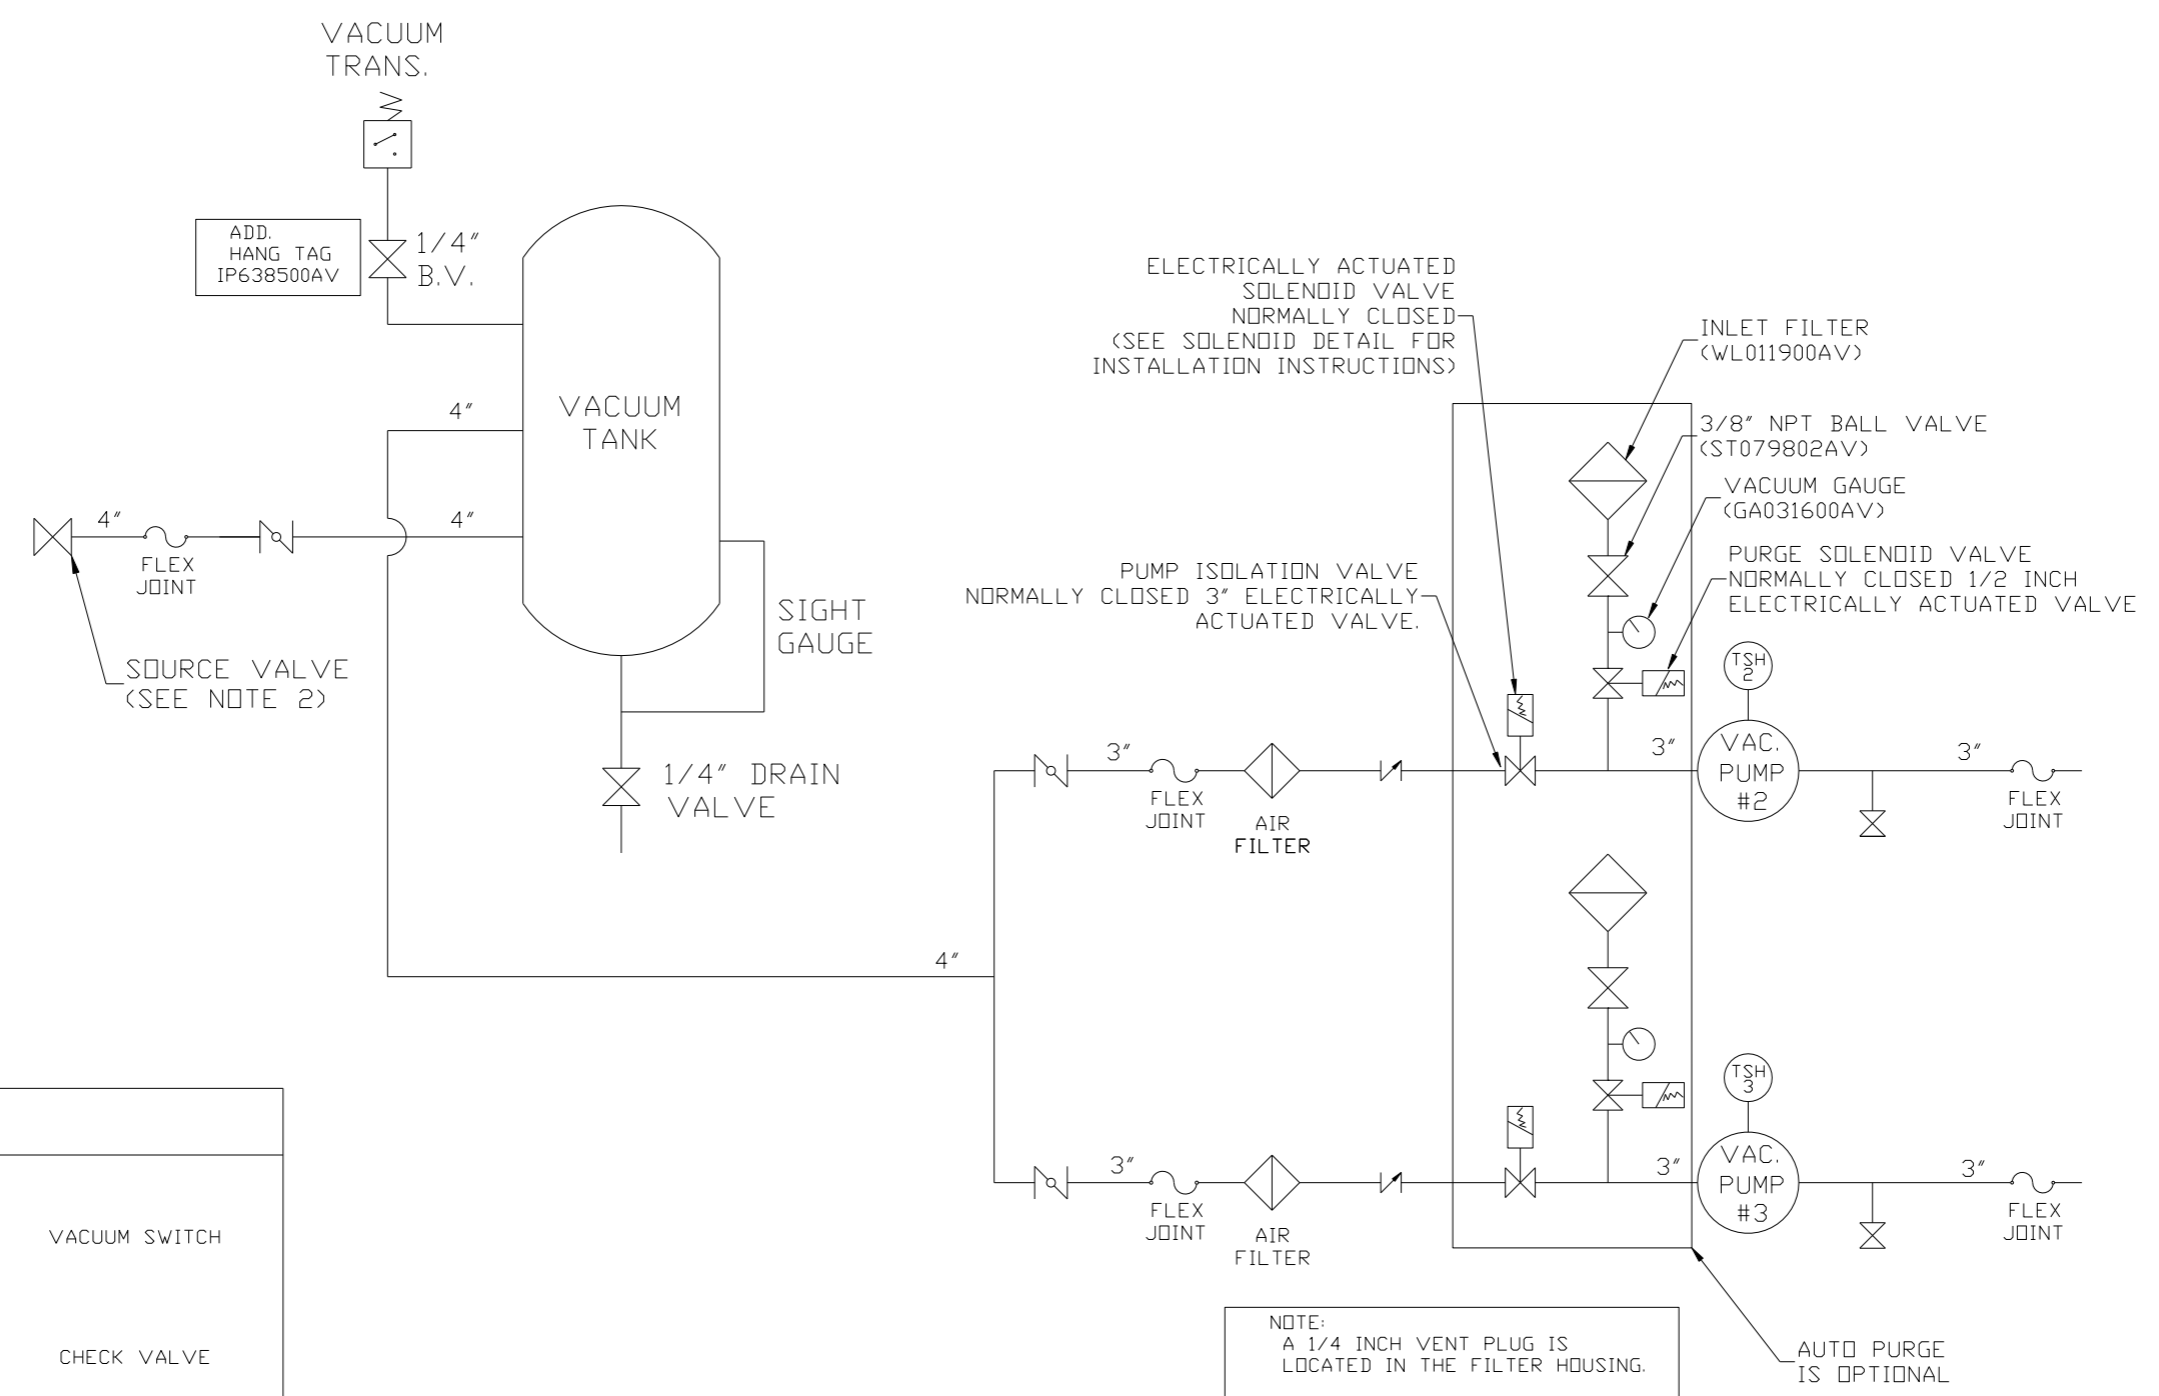 VACUUM
TRANS.
ADD.
HANG TAG
IP638500AV
1/4"
B.V.
4"
VACUUM
TANK
4"
4"
FLEX
JOINT
SOURCE VALVE
(SEE NOTE 2)
SIGHT
GAUGE
1/4" DRAIN
VALVE
4"
ELECTRICALLY ACTUATED
SOLENOID VALVE
NORMALLY CLOSED
(SEE SOLENOID DETAIL FOR
INSTALLATION INSTRUCTIONS)
INLET FILTER
(WL011900AV)
3/8" NPT BALL VALVE
(ST079802AV)
VACUUM GAUGE
(GA031600AV)
PURGE SOLENOID VALVE
NORMALLY CLOSED 1/2 INCH
ELECTRICALLY ACTUATED VALVE
PUMP ISOLATION VALVE
NORMALLY CLOSED 3" ELECTRICALLY
ACTUATED VALVE.
TSH
2
3"
FLEX
JOINT
AIR
FILTER
3"
VAC.
PUMP
#2
3"
FLEX
JOINT
TSH
3
3"
FLEX
JOINT
AIR
FILTER
3"
VAC.
PUMP
#3
3"
FLEX
JOINT
VACUUM SWITCH
CHECK VALVE
NOTE:
A 1/4 INCH VENT PLUG IS
LOCATED IN THE FILTER HOUSING.
AUTO PURGE
IS OPTIONAL